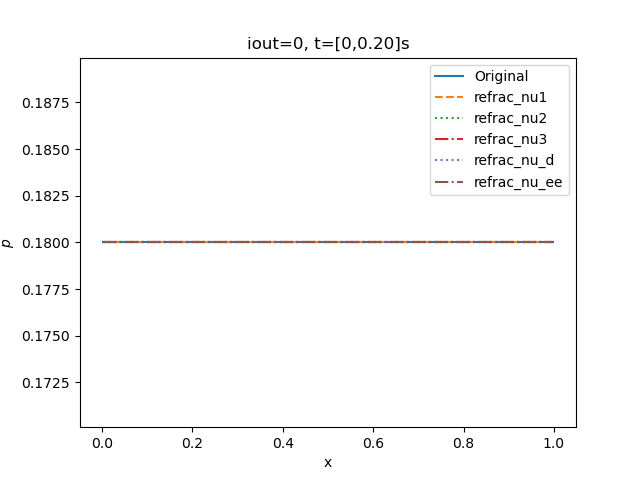 iout=0, t=[0,0.20]s
Original
refrac_nu1
refrac_nu2
refrac_nu3
refrac_nu_d
refrac_nu_ee
0.1875
0.1850
0.1825
0.1800
0.1775
0.1750
0.1725
p
0.0 0.2 0.4 0.6 0.8 1.0
x